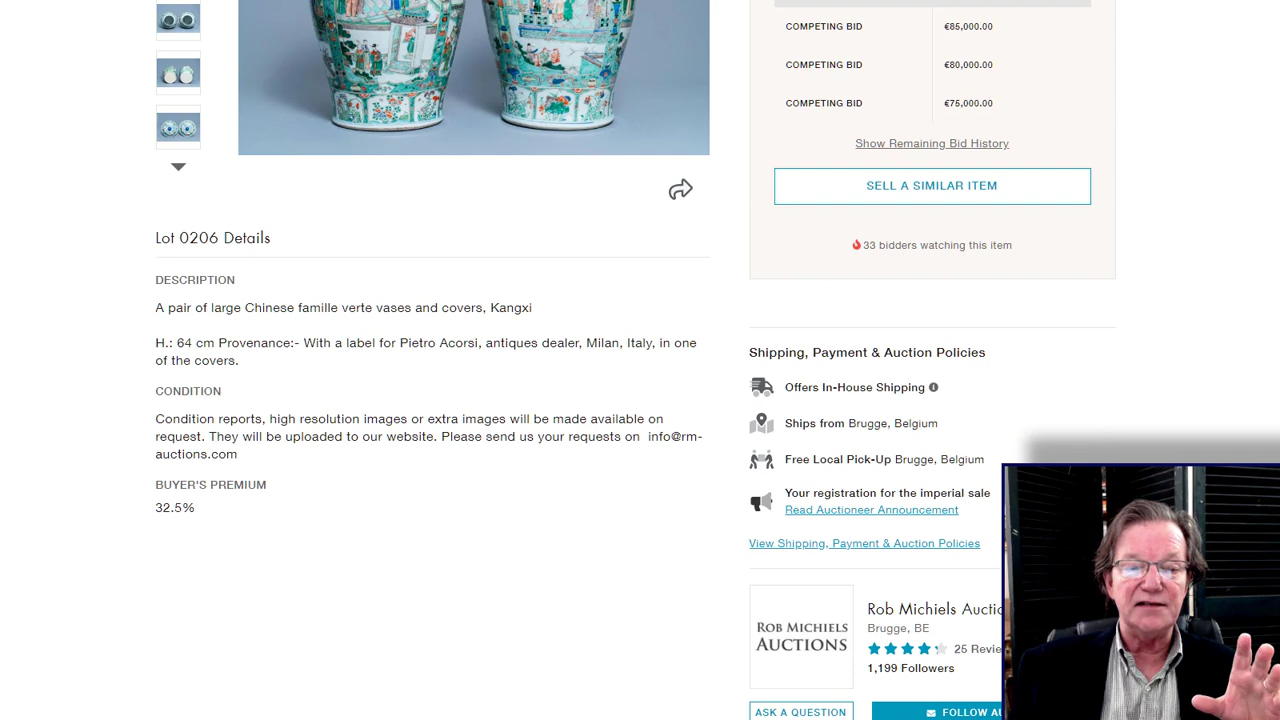 COMPETING BID €85,000.00
COMPETING BID €80,000.00
COMPETING BID €75,000.00
Show Remaining Bid History
SELL A SIMILAR ITEM
33 bidders watching this item
Lot 0206 Details
DESCRIPTION
A pair of large Chinese famille verte vases and covers, Kangxi
H.: 64 cm Provenance:- With a label for Pietro Acorsi, antiques dealer, Milan, Italy, in one
of the covers.
CONDITION
Condition reports, high resolution images or extra images will be made available on
request. They will be uploaded to our website. Please send us your requests on info@rm-
auctions.com
BUYER'S PREMIUM
32.5%
Shipping, Payment & Auction Policies
Offers In-House Shipping
Ships from Brugge, Belgium
Free Local Pick-Up Brugge, Belgium
Your registration for the imperial sale
Read Auctioneer Announcement
View Shipping, Payment & Auction Policies
ROB MICHIELS
AUCTIONS
Rob Michiels Auctio
Brugge, BE
25 Revie
1,199 Followers
ASK A QUESTION
FOLLOW AU